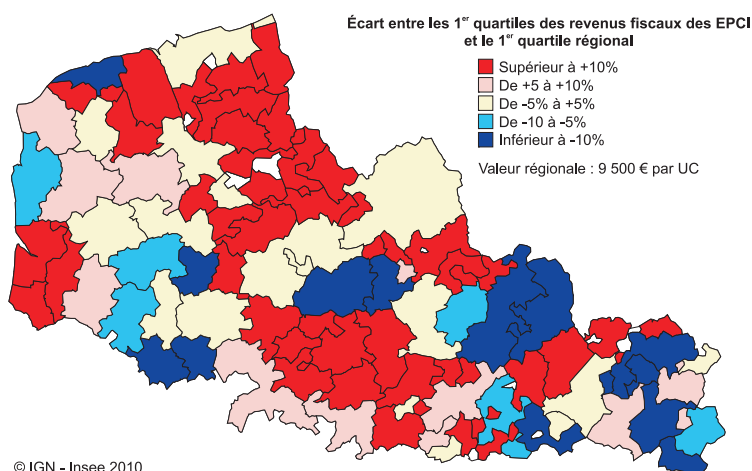 Écart entre les 1er quartiles des revenus fiscaux des EPCI
et le 1er quartile régional
Supérieur à +10%
De +5 à +10%
De -5% à +5%
De -10 à -5%
Inférieur à -10%
Valeur régionale : 9 500 € par UC
© IGN - Insee 2010